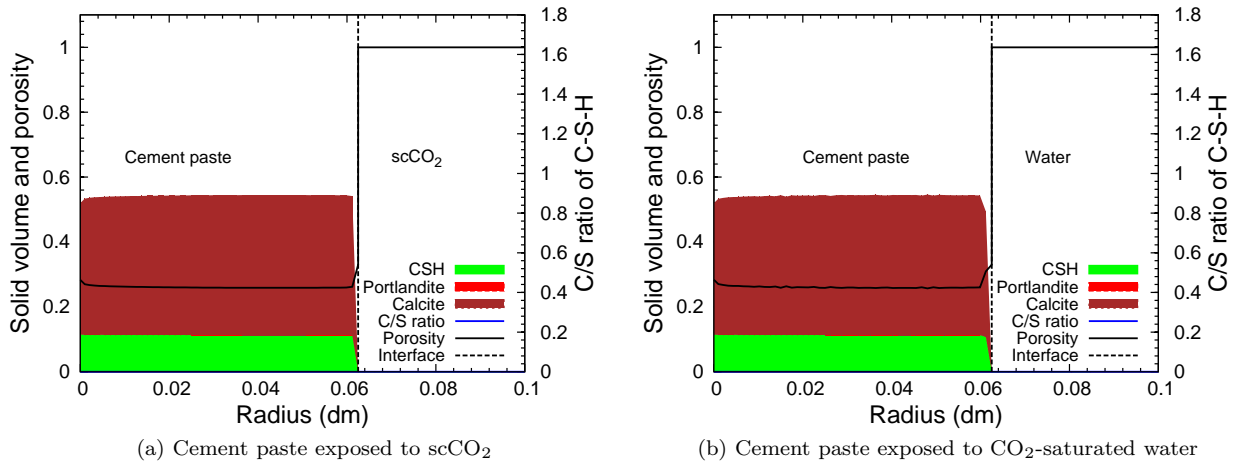 Solid volume and porosity
1
0.8
0.6
0.4
0.2
0
0
0.02
0.04
0.06
0.08
0.1
Radius (dm)
1.8
1.6
1.4
1.2
1
0.8
0.6
0.4
0.2
0
C/S ratio of C-S-H
Cement paste
scCO₂
CSH
Portlandite
Calcite
C/S ratio
Porosity
Interface
(a) Cement paste exposed to scCO₂
Solid volume and porosity
1
0.8
0.6
0.4
0.2
0
0
0.02
0.04
0.06
0.08
0.1
Radius (dm)
1.8
1.6
1.4
1.2
1
0.8
0.6
0.4
0.2
0
C/S ratio of C-S-H
Cement paste
Water
CSH
Portlandite
Calcite
C/S ratio
Porosity
Interface
(b) Cement paste exposed to CO₂-saturated water